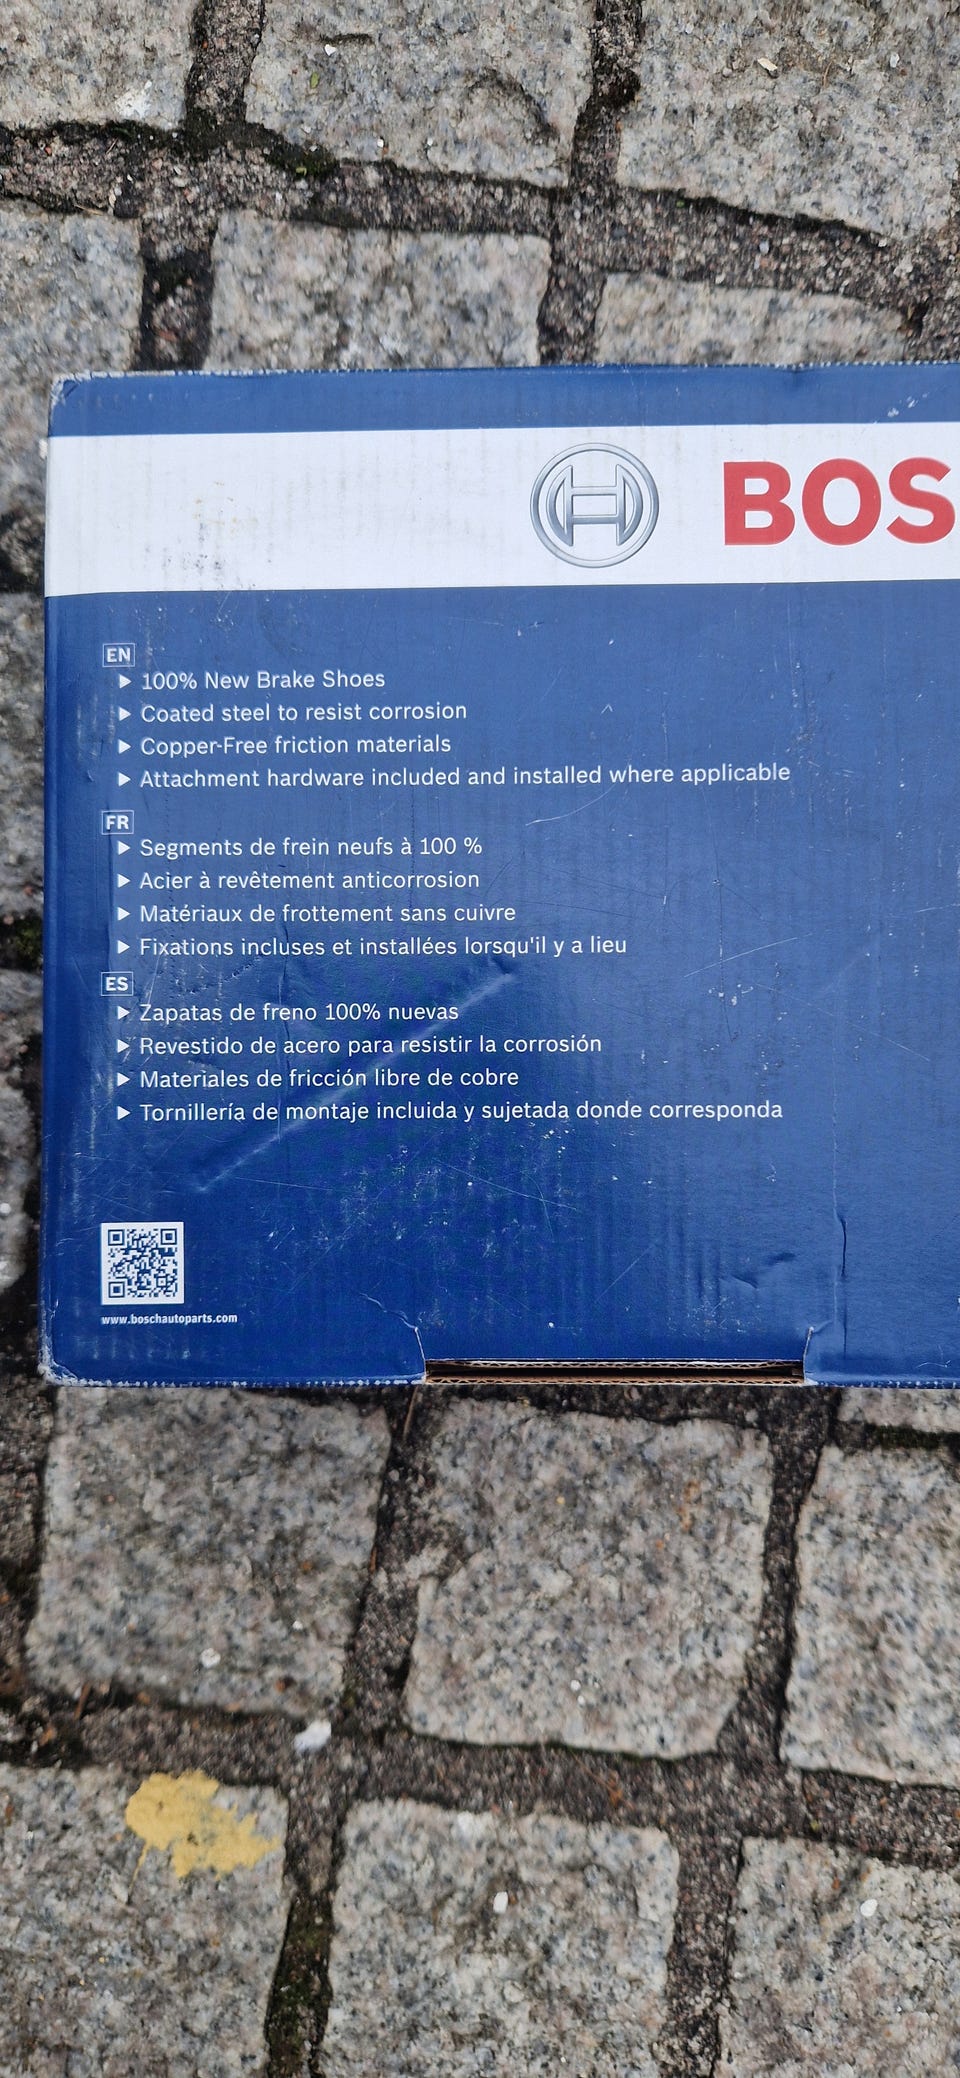 BOS
EN
100% New Brake Shoes
Coated steel to resist corrosion
Copper-Free friction materials
Attachment hardware included and installed where applicable
FR
Segments de frein neufs à 100 %
Acier à revêtement anticorrosion
Matériaux de frottement sans cuivre
Fixations incluses et installées lorsqu'il y a lieu
ES
Zapatas de freno 100% nuevas
Revestido de acero para resistir la corrosión
Materiales de fricción libre de cobre
Tornillería de montaje incluida y sujetada donde corresponda
www.boschautoparts.com